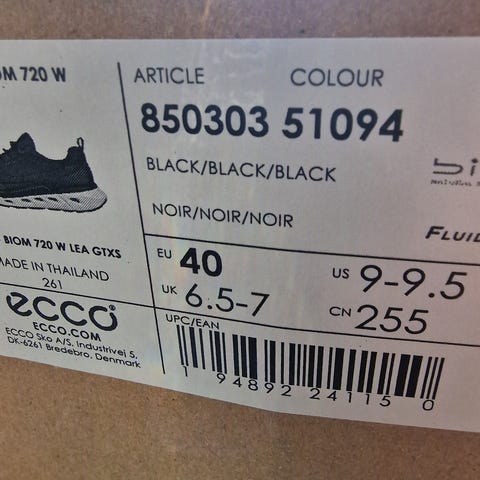 OM 720 W
ARTICLE COLOUR
850303 51094
BLACK/BLACK/BLACK
NOIR/NOIR/NOIR
BIOM 720 W LEA GTXS
MADE IN THAILAND
261
EU 40
US 9-9.5
UK 6.5-7
CN 255
bi
FLUID
ecco
ECCO.COM
ECCO Sko A/S, Industrivej 5,
DK-6261 Bredebro, Denmark
UPC/EAN
1 94892 24115 0